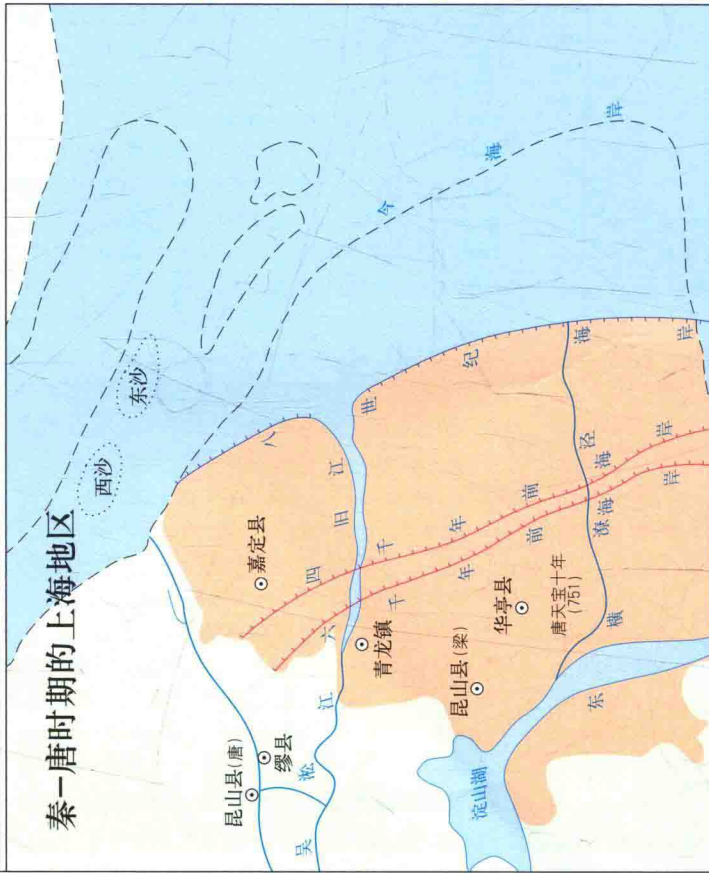 秦-唐时期的上海地区
西沙
东沙
今海岸
八世纪海岸
四千年前海岸
六千年前海岸
嘉定县
旧江
青龙镇
昆山县(唐)
缪县
吴淞江
昆山县(梁)
华亭县
唐天宝十年
(751)
横潦泾
淀山湖
东